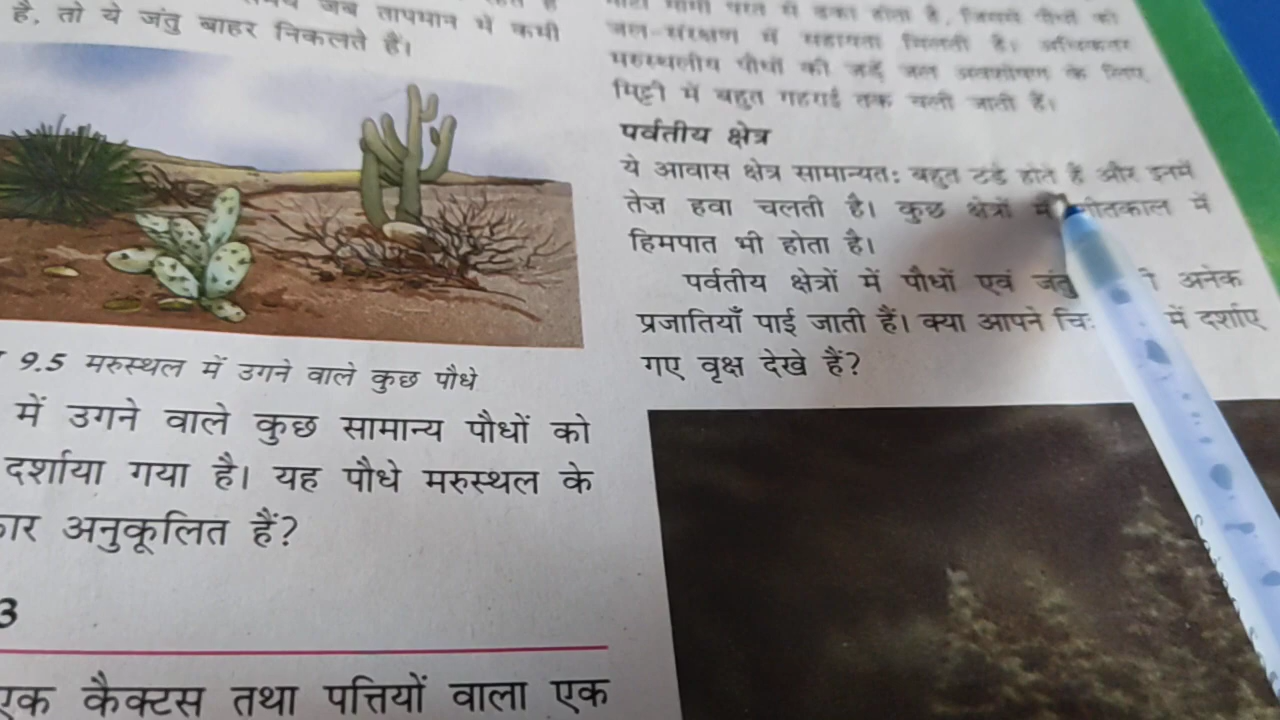 जब तापमान में कमी
है, तो ये जंतु बाहर निकलते हैं।
9.5 मरुस्थल में उगने वाले कुछ पौधे
में उगने वाले कुछ सामान्य पौधों को
दर्शाया गया है। यह पौधे मरुस्थल के
अनुकूलित हैं?
3
एक कैक्टस तथा पत्तियों वाला एक
जल-संरक्षण में सहायता मिलती है। अधिकतर
मरुस्थलीय पौधों की जड़ें जल अवशोषण के लिए
मिट्टी में बहुत गहराई तक चली जाती हैं।
पर्वतीय क्षेत्र
ये आवास क्षेत्र सामान्यत: बहुत ठंडे होते हैं और इनमें
तेज़ हवा चलती है। कुछ क्षेत्रों में शीतकाल में
हिमपात भी होता है।
पर्वतीय क्षेत्रों में पौधों एवं अनेक
प्रजातियाँ पाई जाती हैं। क्या आपने में दर्शाए
गए वृक्ष देखे हैं?